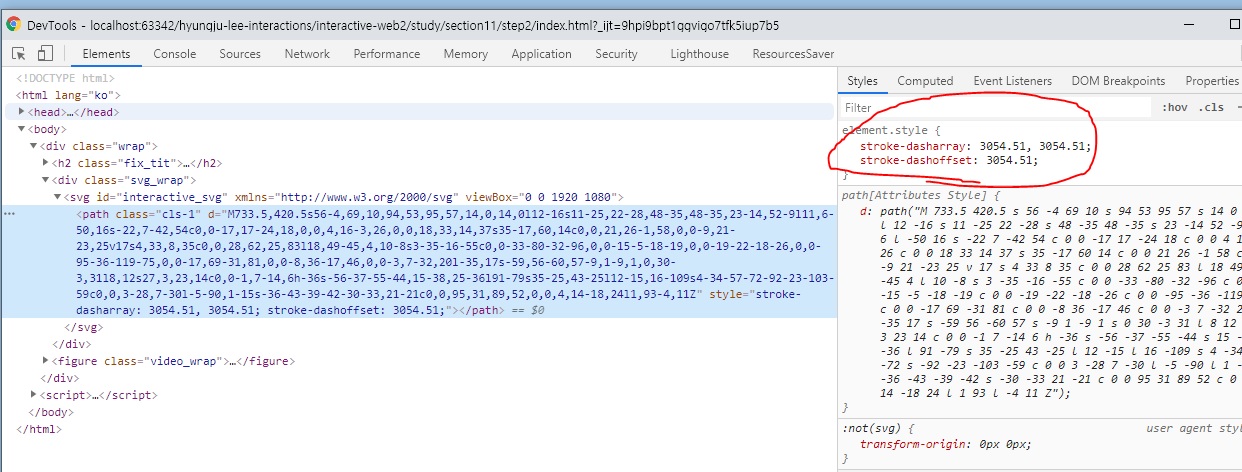 DevTools - localhost:63342/hyungju-lee-interactions/interactive-web2/study/section11/step2/index.html?_ijt=9hpi9bpt1qqviqo7tfk5iup7b5
Elements Console Sources Network Performance Memory Application Security Lighthouse ResourcesSaver
<!DOCTYPE html>
<html lang="ko">
<head>…</head>
<body>
<div class="wrap">
<h2 class="fix_tit">…</h2>
<div class="svg_wrap">
<svg id="interactive_svg" xmlns="http://www.w3.org/2000/svg" viewBox="0 0 1920 1080">
<path class="cls-1" d="M733.5,420.5s56-4,69,10,94,53,95,57,14,0,14,0l12-16s11-25,22-28,48-35,48-35,23-14,52-9l11,6-
50,16s-22,7-42,54c0,0-17,17-24,18,0,0,4,16-3,26,0,0,18,33,14,37s35-17,60,14c0,0,21,26-1,58,0,0-9,21-
23,25v17s4,33,8,35c0,0,28,62,25,83l18,49-45,4,10-8s3-35-16-55c0,0-33-80-32-96,0,0-15-5-18-19,0,0-19-22-18-26,0,0-
95-36-119-75,0,0-17,69-31,81,0,0-8,36-17,46,0,0-3,7-32,201-35,17s-59,56-60,57-9,1-9,1,0,30-
3,31l8,12s27,3,23,14c0,0-1,7-14,6h-36s-56-37-55-44,15-38,25-36l91-79s35-25,43-25l12-15,16-109s4-34-57-72-92-23-103
-59c0,0,3-28,7-30l-5-90,1-15s-36-43-39-42-30-33,21-21c0,0,95,31,89,52,0,0,4,14-18,24l1,93-4,11Z" style="stroke-
dasharray: 3054.51, 3054.51; stroke-dashoffset: 3054.51;"></path> == $0
</svg>
</div>
<figure class="video_wrap">…</figure>
</div>
<script>…</script>
</body>
</html>
Styles Computed Event Listeners DOM Breakpoints Properties
Filter :hov .cls
element.style {
stroke-dasharray: 3054.51, 3054.51;
stroke-dashoffset: 3054.51;
}
path[Attributes Style] {
d: path("M 733.5 420.5 s 56 -4 69 10 s 94 53 95 57 s 14 0
l 12 -16 s 11 -25 22 -28 s 48 -35 48 -35 s 23 -14 52 -9
6 l -50 16 s -22 7 -42 54 c 0 0 -17 17 -24 18 c 0 0 4 1
26 c 0 0 18 33 14 37 s 35 -17 60 14 c 0 0 21 26 -1 58 c
-9 21 -23 25 v 17 s 4 33 8 35 c 0 0 28 62 25 83 l 18 49
-45 4 l 10 -8 s 3 -35 -16 -55 c 0 0 -33 -80 -32 -96 c 0
-15 -5 -18 -19 c 0 0 -19 -22 -18 -26 c 0 0 -95 -36 -119
c 0 0 -17 69 -31 81 c 0 0 -8 36 -17 46 c 0 0 -3 7 -32 2
-35 17 s -59 56 -60 57 s -9 1 -9 1 s 0 30 -3 31 l 8 12
3 23 14 c 0 0 -1 7 -14 6 h -36 s -56 -37 -55 -44 s 15 -
-36 l 91 -79 s 35 -25 43 -25 l 12 -15 l 16 -109 s 4 -34
-72 s -92 -23 -103 -59 c 0 0 3 -28 7 -30 l -5 -90 l 1 -
-36 -43 -39 -42 s -30 -33 21 -21 c 0 0 95 31 89 52 c 0
14 -18 24 l 1 93 l -4 11 Z");
}
:not(svg) { user agent styl
transform-origin: 0px 0px;
}